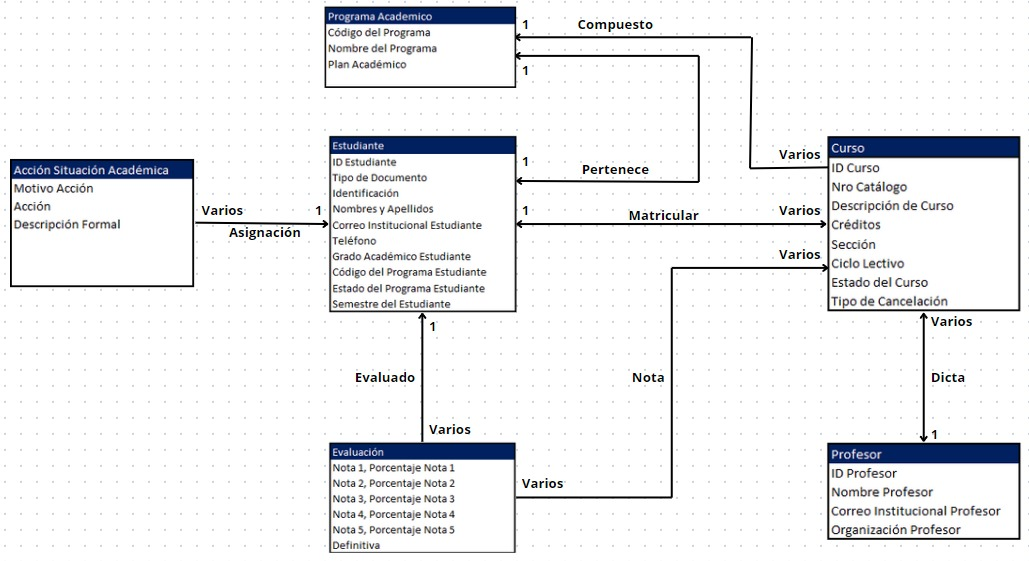 Programa Academico
Código del Programa
Nombre del Programa
Plan Académico
1
Compuesto
1
Varios
Pertenece
1
Acción Situación Académica
Motivo Acción
Acción
Descripción Formal
Varios
1
Asignación
Estudiante
ID Estudiante
Tipo de Documento
Identificación
Nombres y Apellidos
Correo Institucional Estudiante
Teléfono
Grado Académico Estudiante
Código del Programa Estudiante
Estado del Programa Estudiante
Semestre del Estudiante
1
Matricular
Varios
Curso
ID Curso
Nro Catálogo
Descripción de Curso
Créditos
Sección
Ciclo Lectivo
Estado del Curso
Tipo de Cancelación
Varios
1
Evaluado
Varios
Nota
Varios
Varios
Dicta
1
Evaluación
Nota 1, Porcentaje Nota 1
Nota 2, Porcentaje Nota 2
Nota 3, Porcentaje Nota 3
Nota 4, Porcentaje Nota 4
Nota 5, Porcentaje Nota 5
Definitiva
Profesor
ID Profesor
Nombre Profesor
Correo Institucional Profesor
Organización Profesor